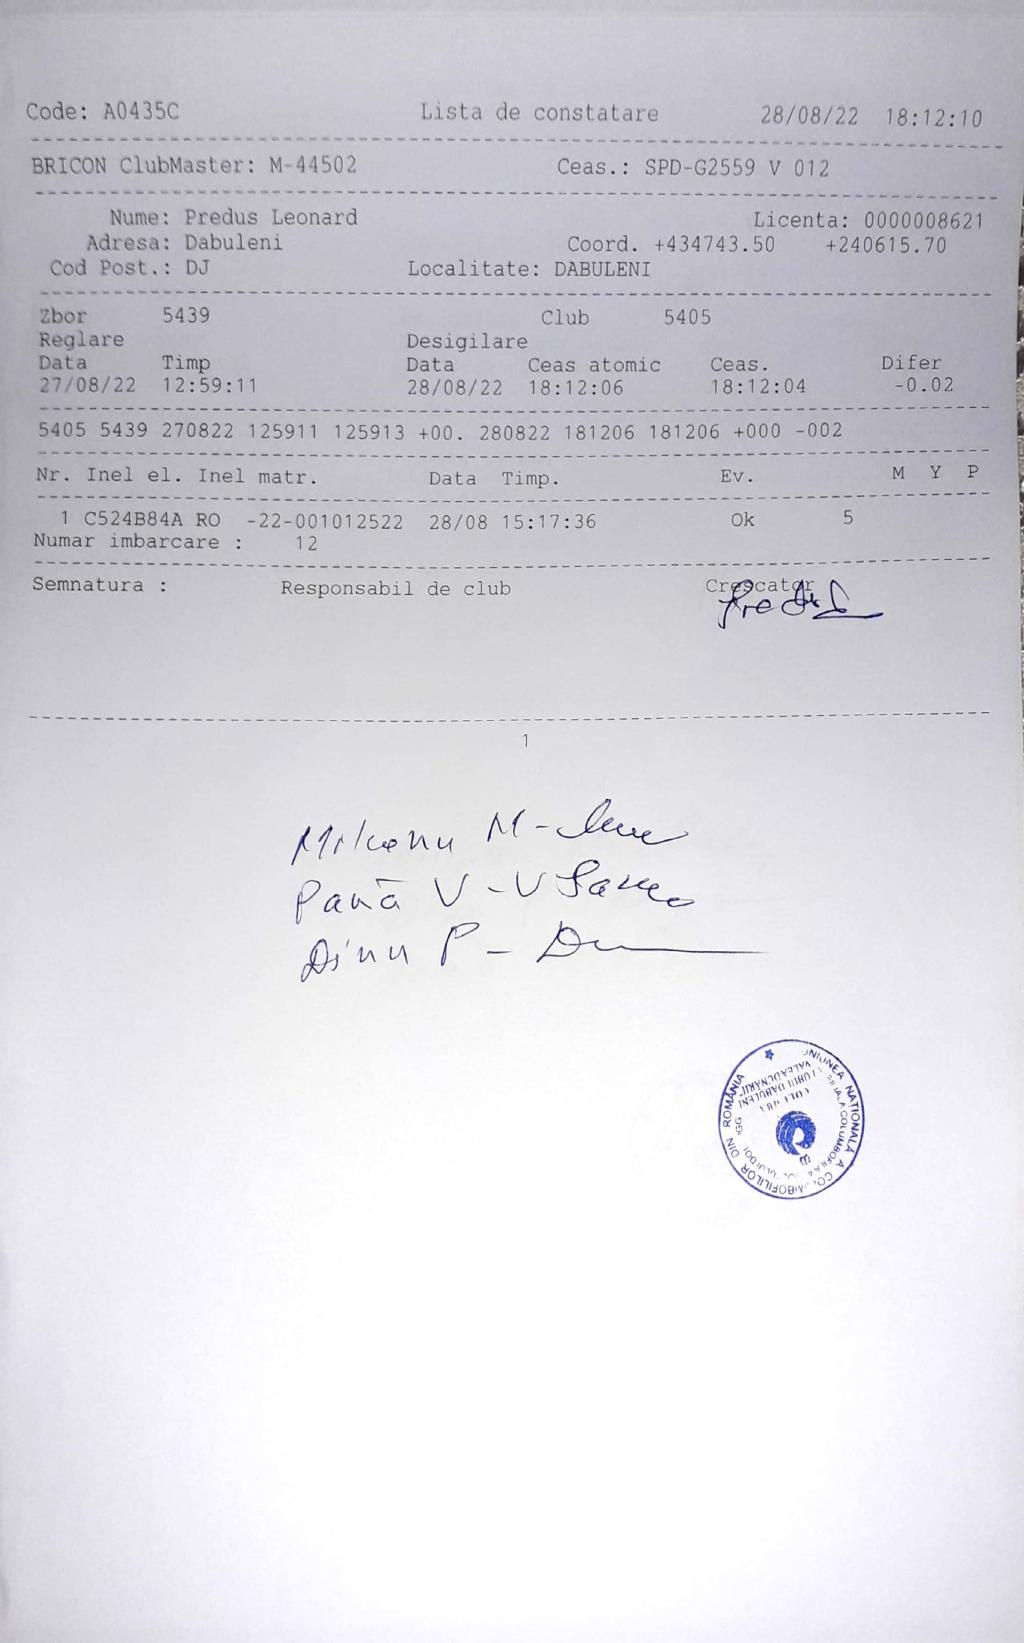 Code: A0435C Lista de constatare 28/08/22 18:12:10
BRICON ClubMaster: M-44502 Ceas.: SPD-G2559 V 012
Nume: Predus Leonard Licenta: 0000008621
Adresa: Dabuleni Coord. +434743.50 +240615.70
Cod Post.: DJ Localitate: DABULENI
Zbor 5439 Club 5405
Reglare Desigilare
Data Timp Data Ceas atomic Ceas. Difer
27/08/22 12:59:11 28/08/22 18:12:06 18:12:04 -0.02
5405 5439 270822 125911 125913 +00. 280822 181206 181206 +000 -002
Nr. Inel el. Inel matr. Data Timp. Ev. M Y P
1 C524B84A RO -22-001012522 28/08 15:17:36 Ok 5
Numar imbarcare : 12
Semnatura : Responsabil de club Crescator
1
M -
Pană V -
Dinu P -
UNIUNEA NATIONALA A COLUMBOFILILOR DIN ROMÂNIA